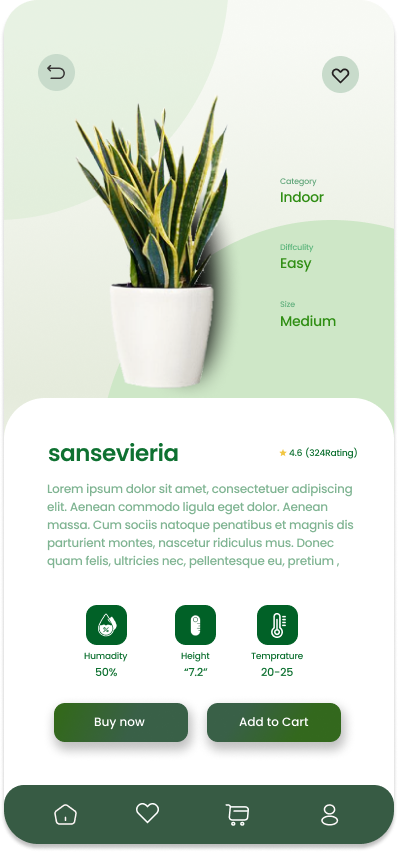 Category
Indoor
Diffculity
Easy
Size
Medium
sansevieria
4.6 (324Rating)
Lorem ipsum dolor sit amet, consectetuer adipiscing
elit. Aenean commodo ligula eget dolor. Aenean
massa. Cum sociis natoque penatibus et magnis dis
parturient montes, nascetur ridiculus mus. Donec
quam felis, ultricies nec, pellentesque eu, pretium ,
%
Humadity Height Temprature
50% "7.2" 20-25
Buy now Add to Cart